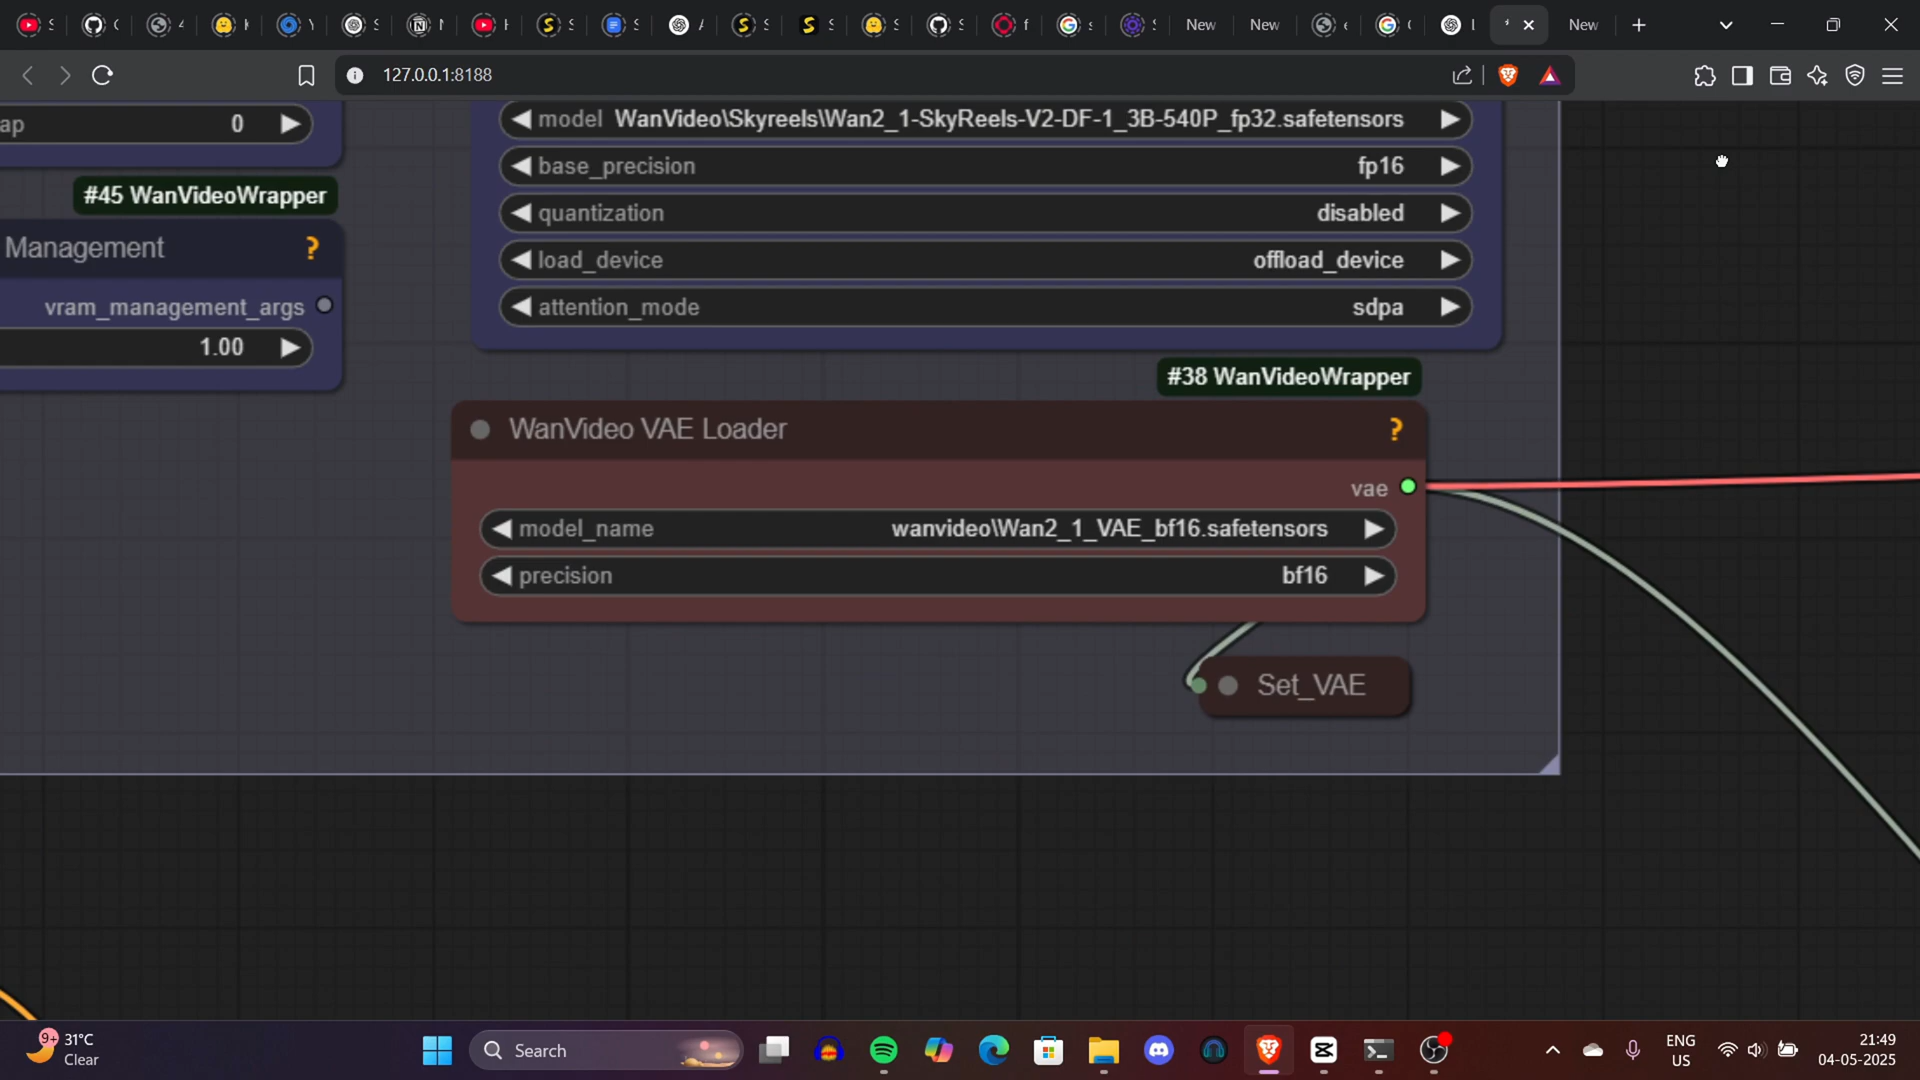 S
C
4
H
Y
S
N
H
S
S
A
S
S
S
S
f
s
S
New
New
e
C
L
New
127.0.0.1:8188
ap 0
model WanVideo\Skyreels\Wan2_1-SkyReels-V2-DF-1_3B-540P_fp32.safetensors
base_precision fp16
#45 WanVideoWrapper
quantization disabled
Management ?
load_device offload_device
vram_management_args
attention_mode sdpa
1.00
#38 WanVideoWrapper
WanVideo VAE Loader ?
vae
model_name wanvideo\Wan2_1_VAE_bf16.safetensors
precision bf16
Set_VAE
9+
31°C
Clear
Search
ENG
US
21:49
04-05-2025